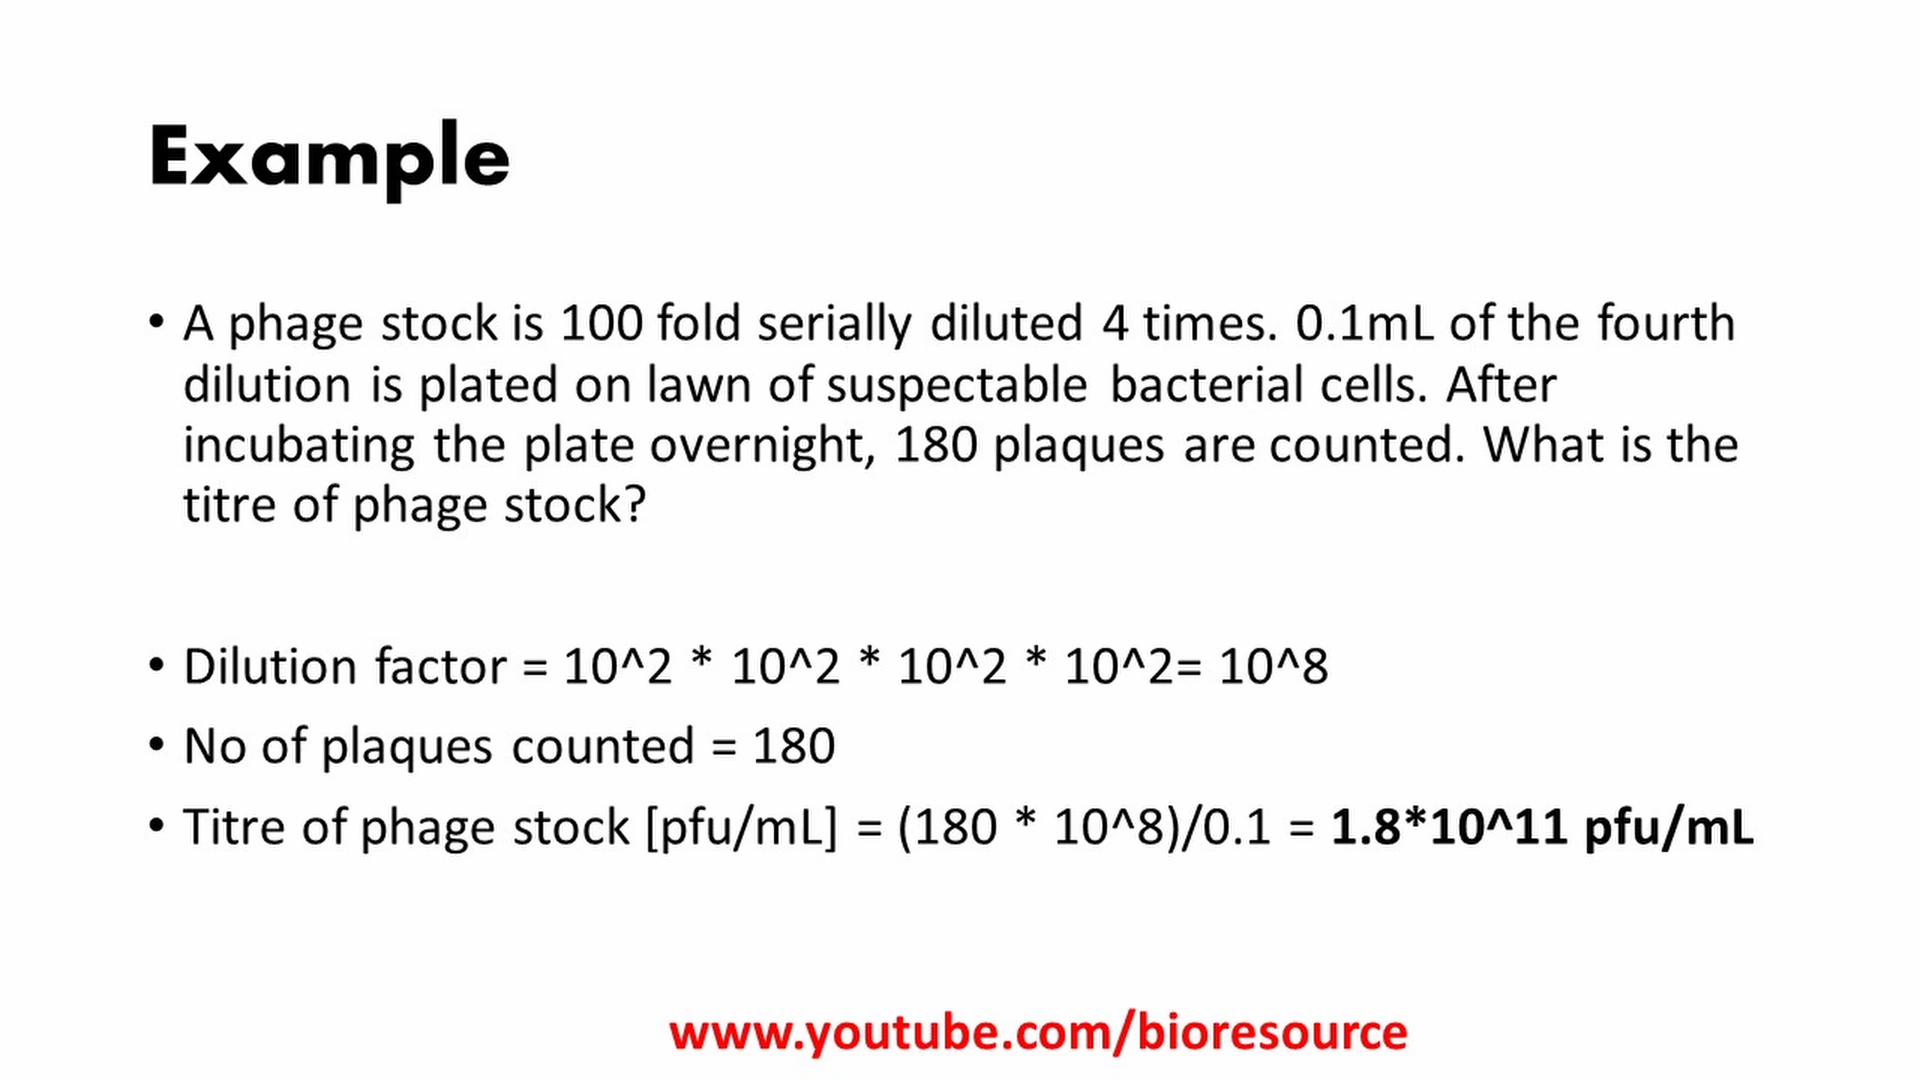 Example
• A phage stock is 100 fold serially diluted 4 times. 0.1mL of the fourth
dilution is plated on lawn of suspectable bacterial cells. After
incubating the plate overnight, 180 plaques are counted. What is the
titre of phage stock?
• Dilution factor = 10^2 * 10^2 * 10^2 * 10^2= 10^8
• No of plaques counted = 180
• Titre of phage stock [pfu/mL] = (180 * 10^8)/0.1 = 1.8*10^11 pfu/mL
www.youtube.com/bioresource